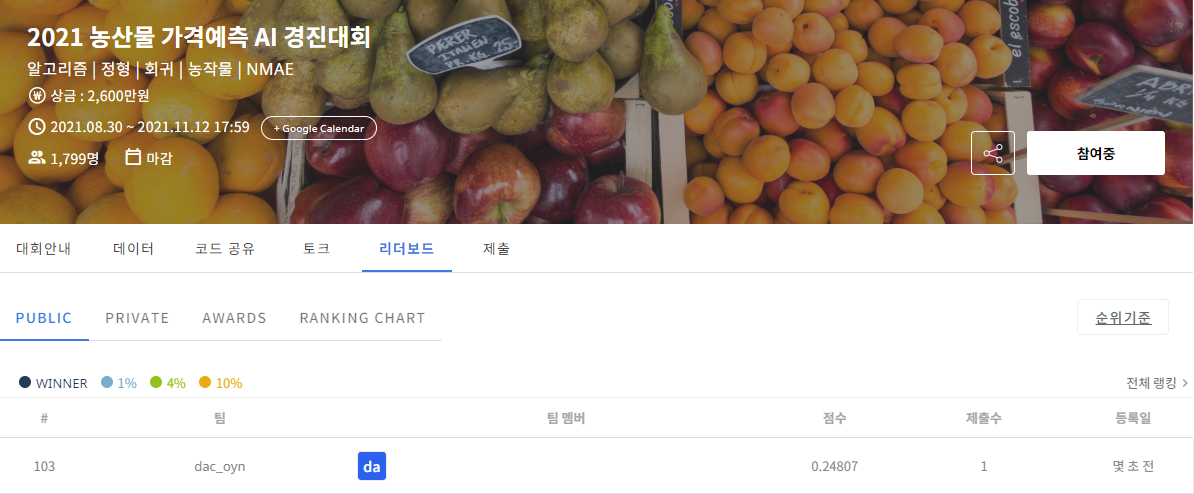 2021 농산물 가격예측 AI 경진대회
알고리즘 | 정형 | 회귀 | 농작물 | NMAE
₩ 상금 : 2,600만원
2021.08.30 ~ 2021.11.12 17:59 + Google Calendar
1,799명 마감
참여중
PÆRER
ITALIEN
PR. KG. 25-
el escob
대회안내 데이터 코드 공유 토크 리더보드 제출
PUBLIC PRIVATE AWARDS RANKING CHART 순위기준
WINNER 1% 4% 10% 전체 랭킹 >
# 팀 팀 멤버 점수 제출수 등록일
103 dac_oyn da 0.24807 1 몇 초 전